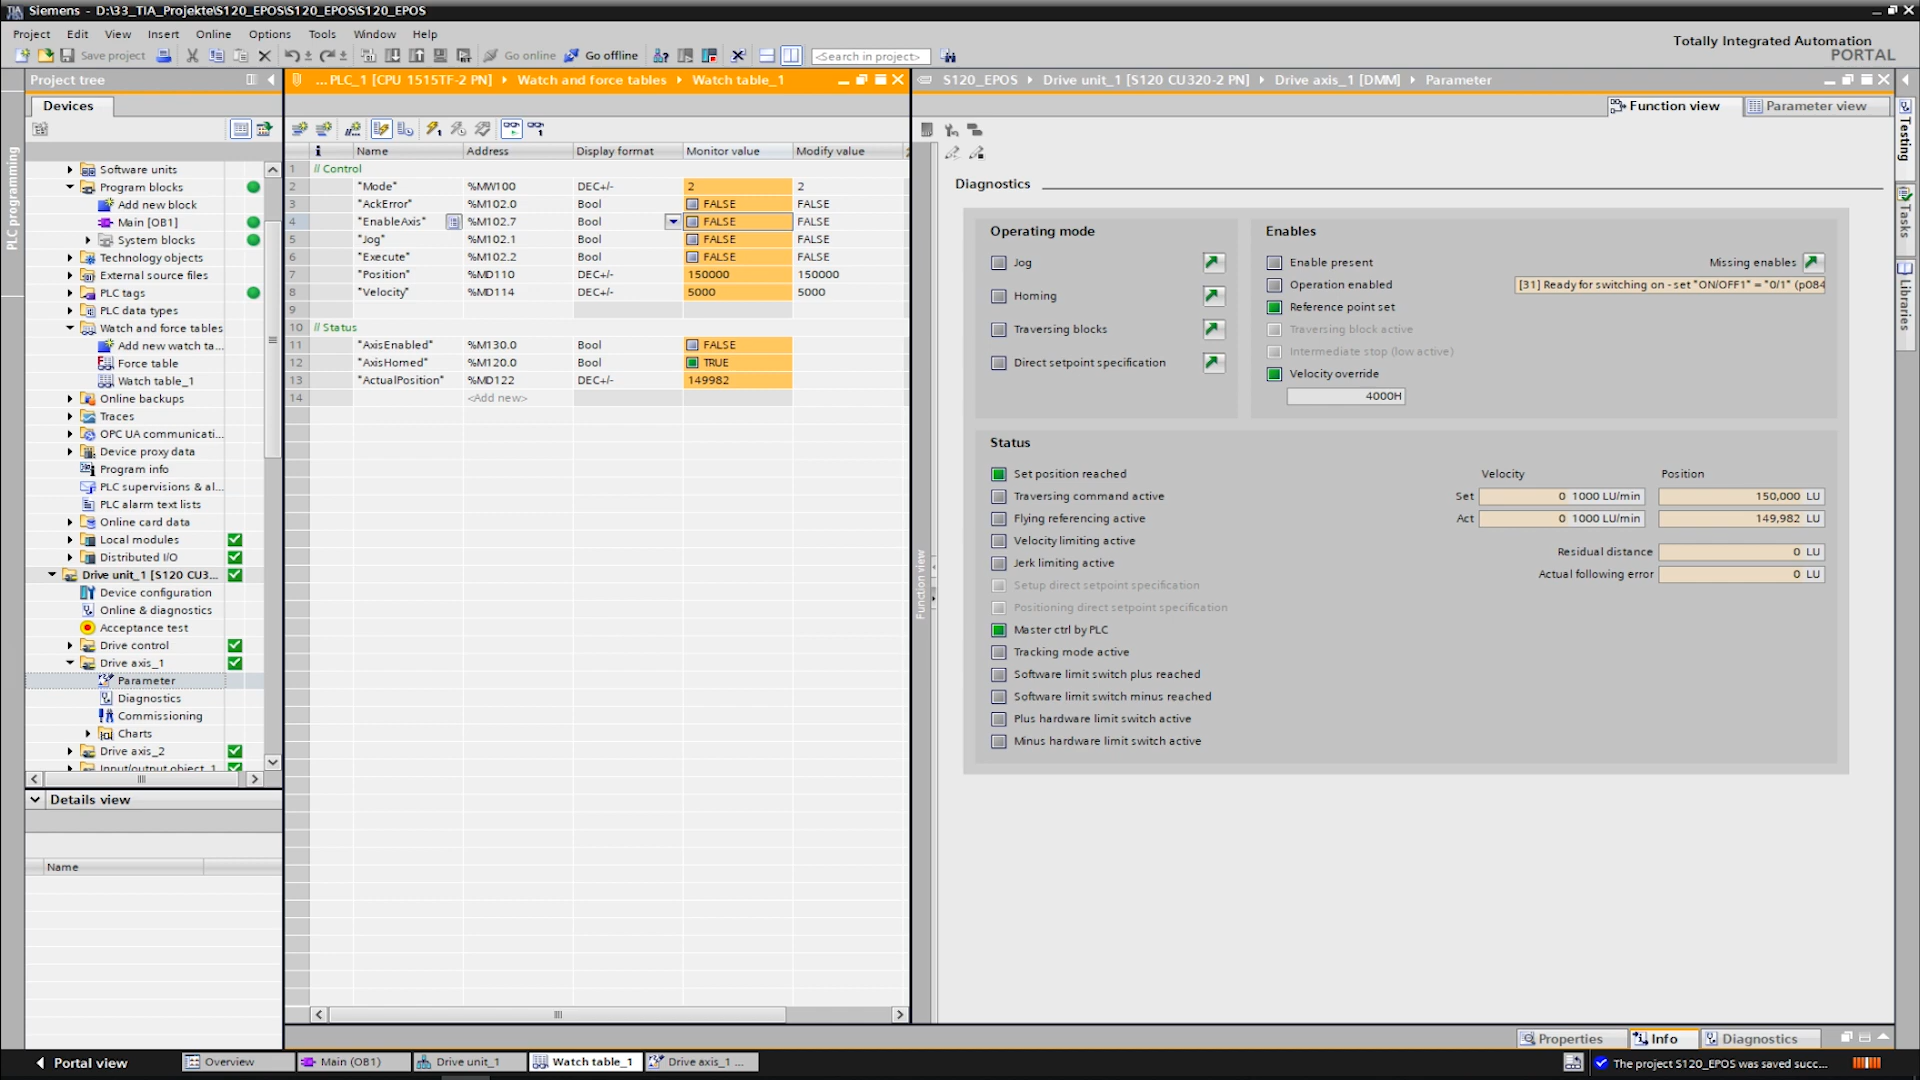 Siemens - D:\33_TIA_Projekte\S120_EPOS\S120_EPOS\S120_EPOS
Project Edit View Insert Online Options Tools Window Help
Save project Go online Go offline <Search in project>
Totally Integrated Automation
PORTAL
PLC programming
Project tree
Devices
Software units
Program blocks
Add new block
Main [OB1]
System blocks
Technology objects
External source files
PLC tags
PLC data types
Watch and force tables
Add new watch ta...
Force table
Watch table_1
Online backups
Traces
OPC UA communicati...
Device proxy data
Program info
PLC supervisions & al...
PLC alarm text lists
Online card data
Local modules
Distributed I/O
Drive unit_1 [S120 CU3...
Device configuration
Online & diagnostics
Acceptance test
Drive control
Drive axis_1
Parameter
Diagnostics
Commissioning
Charts
Drive axis_2
Input/output object_1
Details view
Name
...PLC_1 [CPU 1515TF-2 PN] Watch and force tables Watch table_1
i Name Address Display format Monitor value Modify value
1 // Control
2 "Mode" %MW100 DEC+/- 2 2
3 "AckError" %M102.0 Bool FALSE FALSE
4 "EnableAxis" %M102.7 Bool FALSE FALSE
5 "Jog" %M102.1 Bool FALSE FALSE
6 "Execute" %M102.2 Bool FALSE FALSE
7 "Position" %MD110 DEC+/- 150000 150000
8 "Velocity" %MD114 DEC+/- 5000 5000
9
10 // Status
11 "AxisEnabled" %M130.0 Bool FALSE
12 "AxisHomed" %M120.0 Bool TRUE
13 "ActualPosition" %MD122 DEC+/- 149982
14 <Add new>
S120_EPOS Drive unit_1 [S120 CU320-2 PN] Drive axis_1 [DMM] Parameter
Function view Parameter view
Function view
Diagnostics
Operating mode
Jog
Homing
Traversing blocks
Direct setpoint specification
Enables
Enable present
Missing enables
Operation enabled
[31] Ready for switching on - set "ON/OFF1" = "0/1" (p084
Reference point set
Traversing block active
Intermediate stop (low active)
Velocity override
4000H
Status
Set position reached
Traversing command active
Flying referencing active
Velocity limiting active
Jerk limiting active
Setup direct setpoint specification
Positioning direct setpoint specification
Master ctrl by PLC
Tracking mode active
Software limit switch plus reached
Software limit switch minus reached
Plus hardware limit switch active
Minus hardware limit switch active
Velocity Position
Set 0 1000 LU/min 150,000 LU
Act 0 1000 LU/min 149,982 LU
Residual distance 0 LU
Actual following error 0 LU
Testing
Tasks
Libraries
Properties Info Diagnostics
Portal view Overview Main (OB1) Drive unit_1 Watch table_1 Drive axis_1 ...
The project S120_EPOS was saved succ...